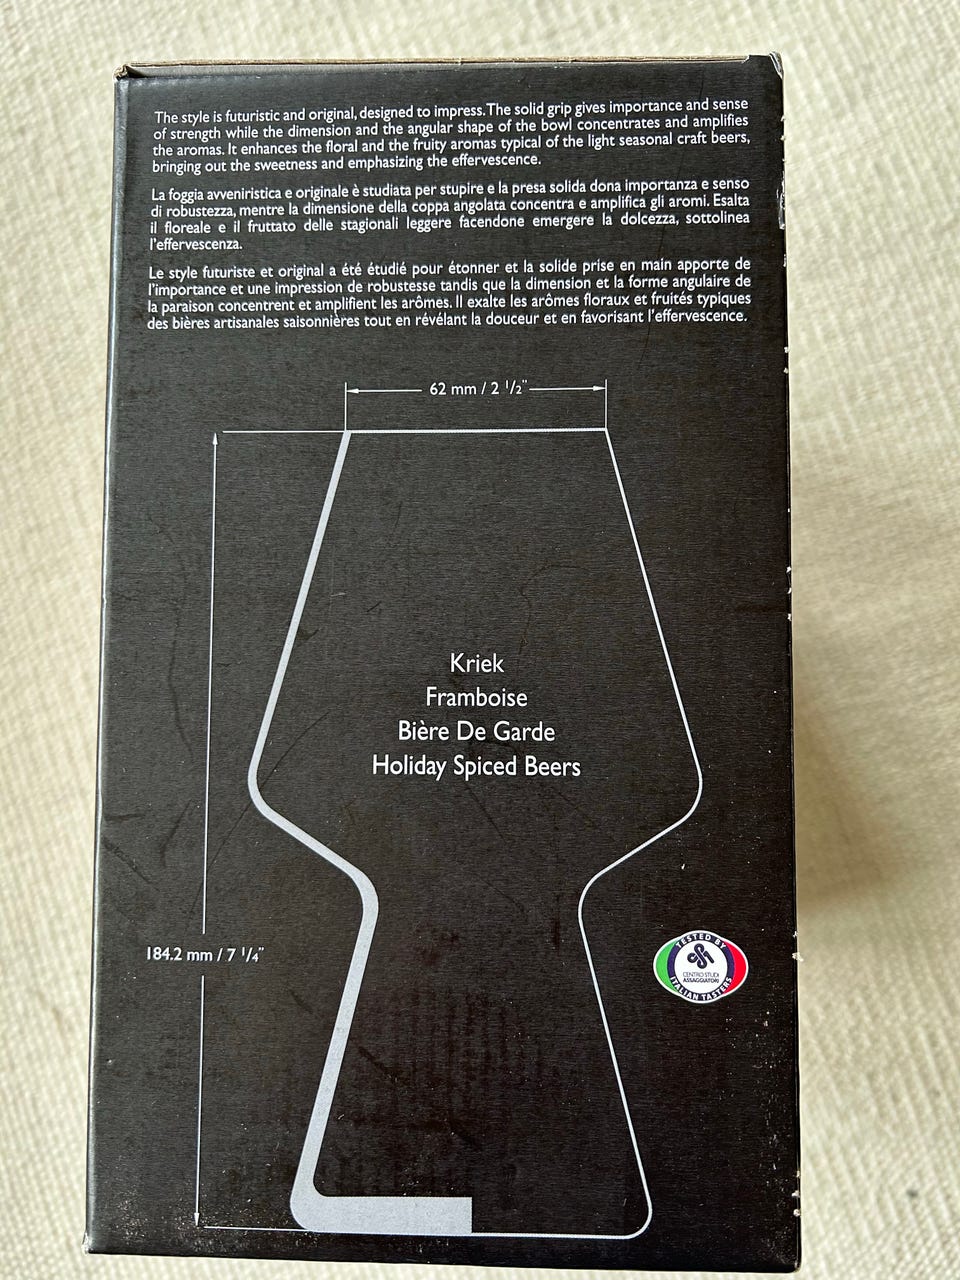 The style is futuristic and original, designed to impress. The solid grip gives importance and sense
of strength while the dimension and the angular shape of the bowl concentrates and amplifies
the aromas. It enhances the floral and the fruity aromas typical of the light seasonal craft beers,
bringing out the sweetness and emphasizing the effervescence.
La foggia avveniristica e originale è studiata per stupire e la presa solida dona importanza e senso
di robustezza, mentre la dimensione della coppa angolata concentra e amplifica gli aromi. Esalta
il floreale e il fruttato delle stagionali leggere facendone emergere la dolcezza, sottolinea
l'effervescenza.
Le style futuriste et original a été étudié pour étonner et la solide prise en main apporte de
l'importance et une impression de robustesse tandis que la dimension et la forme angulaire de
la paraison concentrent et amplifient les arômes. Il exalte les arômes floraux et fruités typiques
des bières artisanales saisonnières tout en révélant la douceur et en favorisant l'effervescence.
62 mm / 2 1/2"
Kriek
Framboise
Bière De Garde
Holiday Spiced Beers
184.2 mm / 7 1/4"
TESTED BY
CENTRO STUDI
ASSAGGIATORI
ITALIAN TASTERS